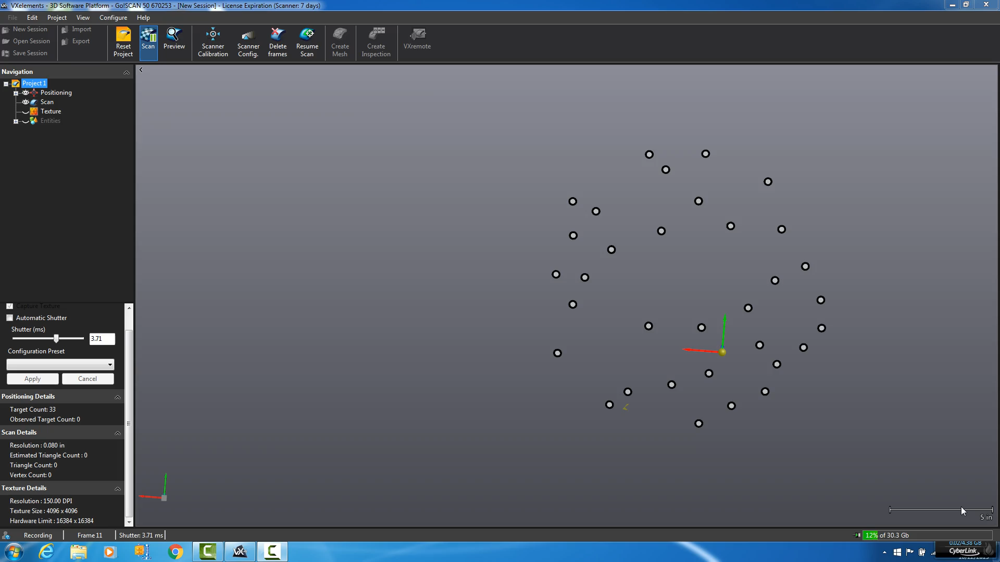 VXelements - 3D Software Platform - Go!SCAN 50 670253 - [New Session] - License Expiration (Scanner: 7 days)
File Edit Project View Configure Help
New Session
Open Session
Save Session
Import
Export
Reset Project
Scan
Preview
Scanner Calibration
Scanner Config.
Delete frames
Resume Scan
Create Mesh
Create Inspection
VXremote
Navigation
Project 1
Positioning
Scan
Texture
Entities
Capture Texture
Automatic Shutter
Shutter (ms)
3.71
Configuration Preset
Apply Cancel
Positioning Details
Target Count: 33
Observed Target Count: 0
Scan Details
Resolution : 0.080 in
Estimated Triangle Count : 0
Triangle Count: 0
Vertex Count: 0
Texture Details
Resolution : 150.00 DPI
Texture Size : 4096 x 4096
Hardware Limit : 16384 x 16384
5 in
Recording Frame 11 Shutter: 3.71 ms
12% of 30.3 Gb
0.02/4.38 GB
CyberLink